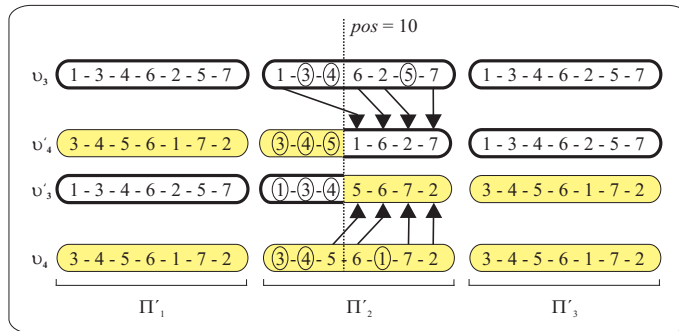 pos = 10
υ₃ 1 - 3 - 4 - 6 - 2 - 5 - 7 1 - 3 - 4 6 - 2 - 5 - 7 1 - 3 - 4 - 6 - 2 - 5 - 7
υ′₄ 3 - 4 - 5 - 6 - 1 - 7 - 2 3 - 4 - 5 1 - 6 - 2 - 7 1 - 3 - 4 - 6 - 2 - 5 - 7
υ′₃ 1 - 3 - 4 - 6 - 2 - 5 - 7 1 - 3 - 4 5 - 6 - 7 - 2 3 - 4 - 5 - 6 - 1 - 7 - 2
υ₄ 3 - 4 - 5 - 6 - 1 - 7 - 2 3 - 4 - 5 - 6 - 1 - 7 - 2 3 - 4 - 5 - 6 - 1 - 7 - 2
Π′₁ Π′₂ Π′₃